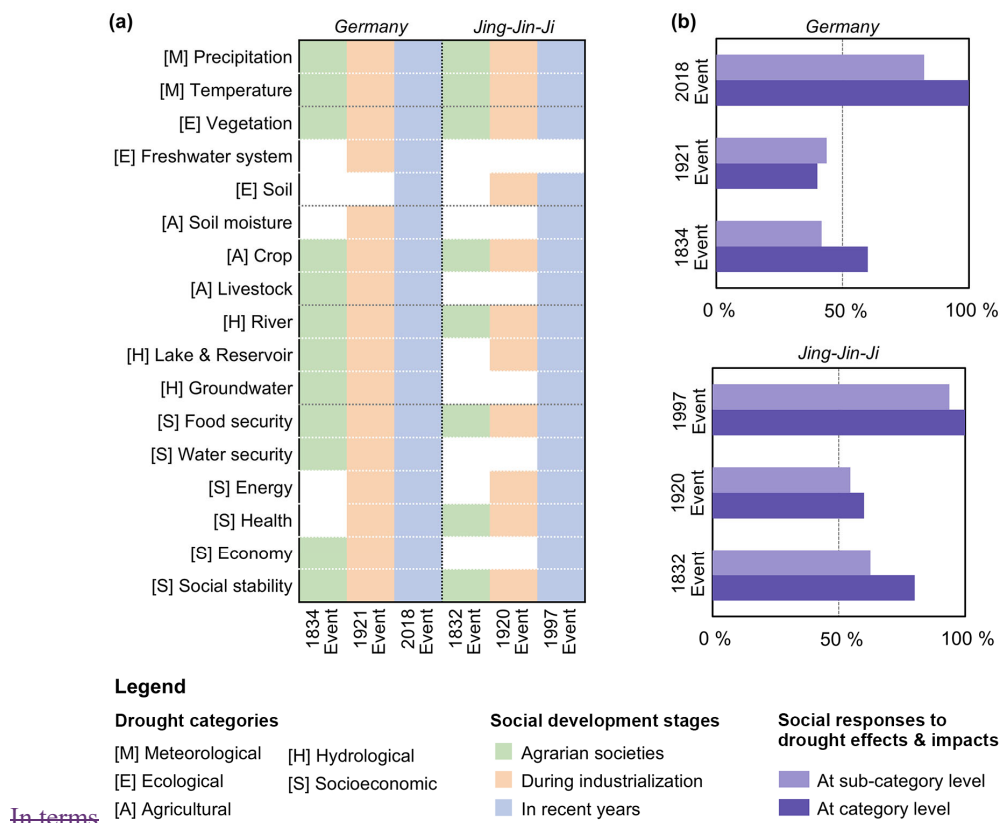 (a)
Germany
Jing-Jin-Ji
[M] Precipitation
[M] Temperature
[E] Vegetation
[E] Freshwater system
[E] Soil
[A] Soil moisture
[A] Crop
[A] Livestock
[H] River
[H] Lake & Reservoir
[H] Groundwater
[S] Food security
[S] Water security
[S] Energy
[S] Health
[S] Economy
[S] Social stability
1834
Event
1921
Event
2018
Event
1832
Event
1920
Event
1997
Event
(b)
Germany
2018
Event
1921
Event
1834
Event
0 %
50 %
100 %
Jing-Jin-Ji
1997
Event
1920
Event
1832
Event
0 %
50 %
100 %
Legend
Drought categories
[M] Meteorological
[E] Ecological
[A] Agricultural
[H] Hydrological
[S] Socioeconomic
Social development stages
Agrarian societies
During industrialization
In recent years
Social responses to
drought effects & impacts
At sub-category level
At category level
In terms